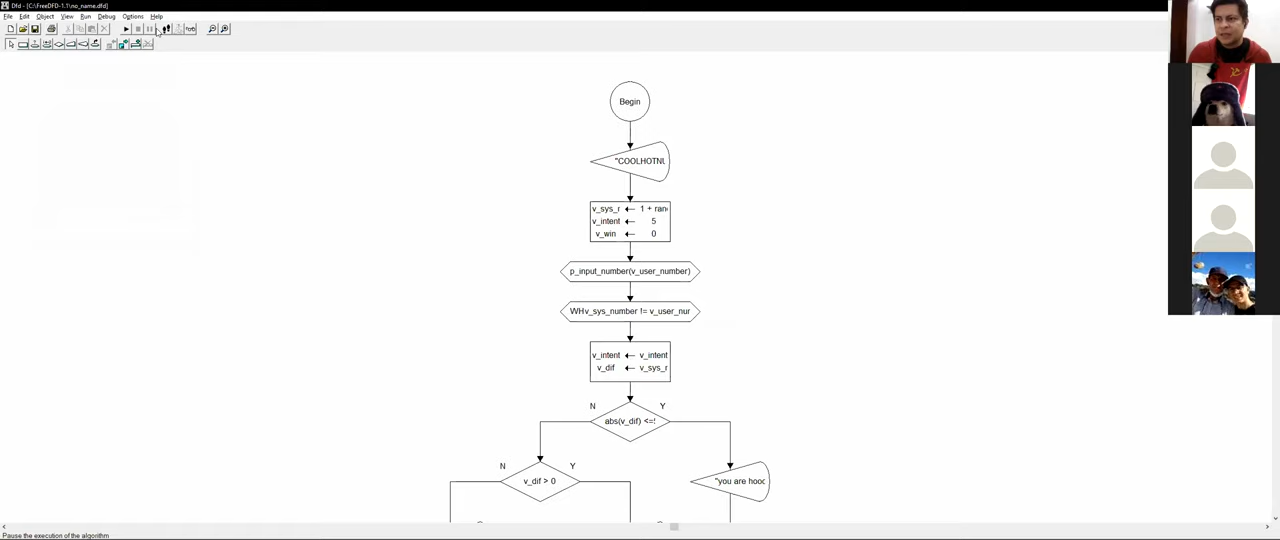 Dfd - [C:\FreeDFD-1.1\no_name.dfd]
File Edit Object View Run Debug Options Help
Begin
"COOLHOTNU
v_sys_r 1 + rand
v_intent 5
v_win 0
p_input_number(v_user_number)
WHv_sys_number != v_user_nur
v_intent v_intent
v_dif v_sys_r
N Y
abs(v_dif) <=!
N Y
v_dif > 0
"you are hooc
Pause the execution of the algorithm